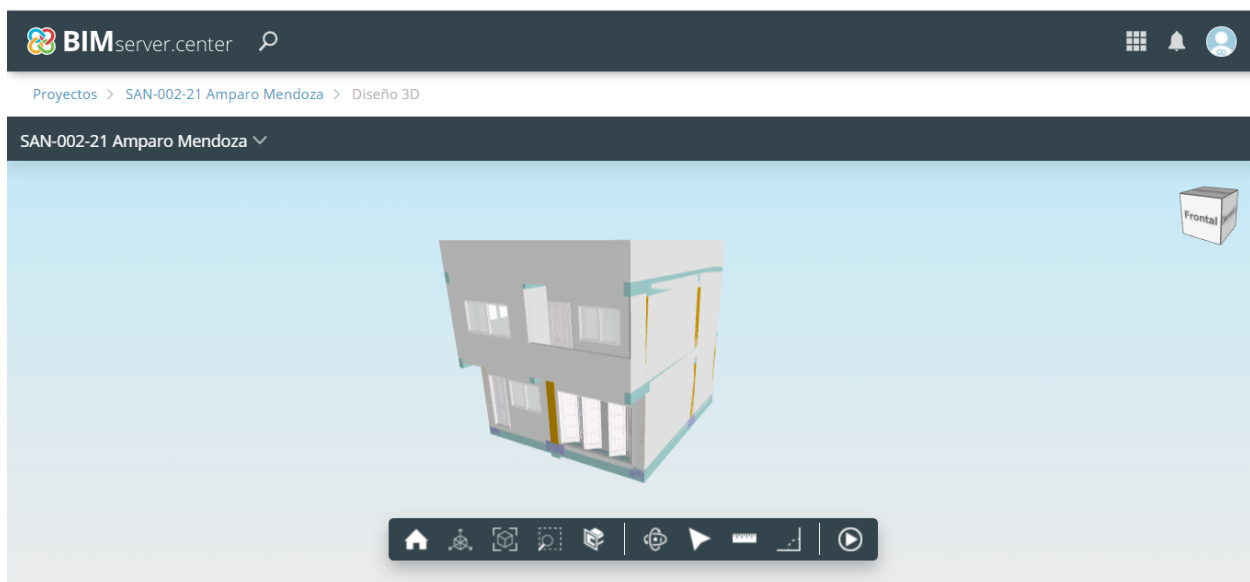 BIMserver.center
Proyectos > SAN-002-21 Amparo Mendoza > Diseño 3D
SAN-002-21 Amparo Mendoza
Frontal